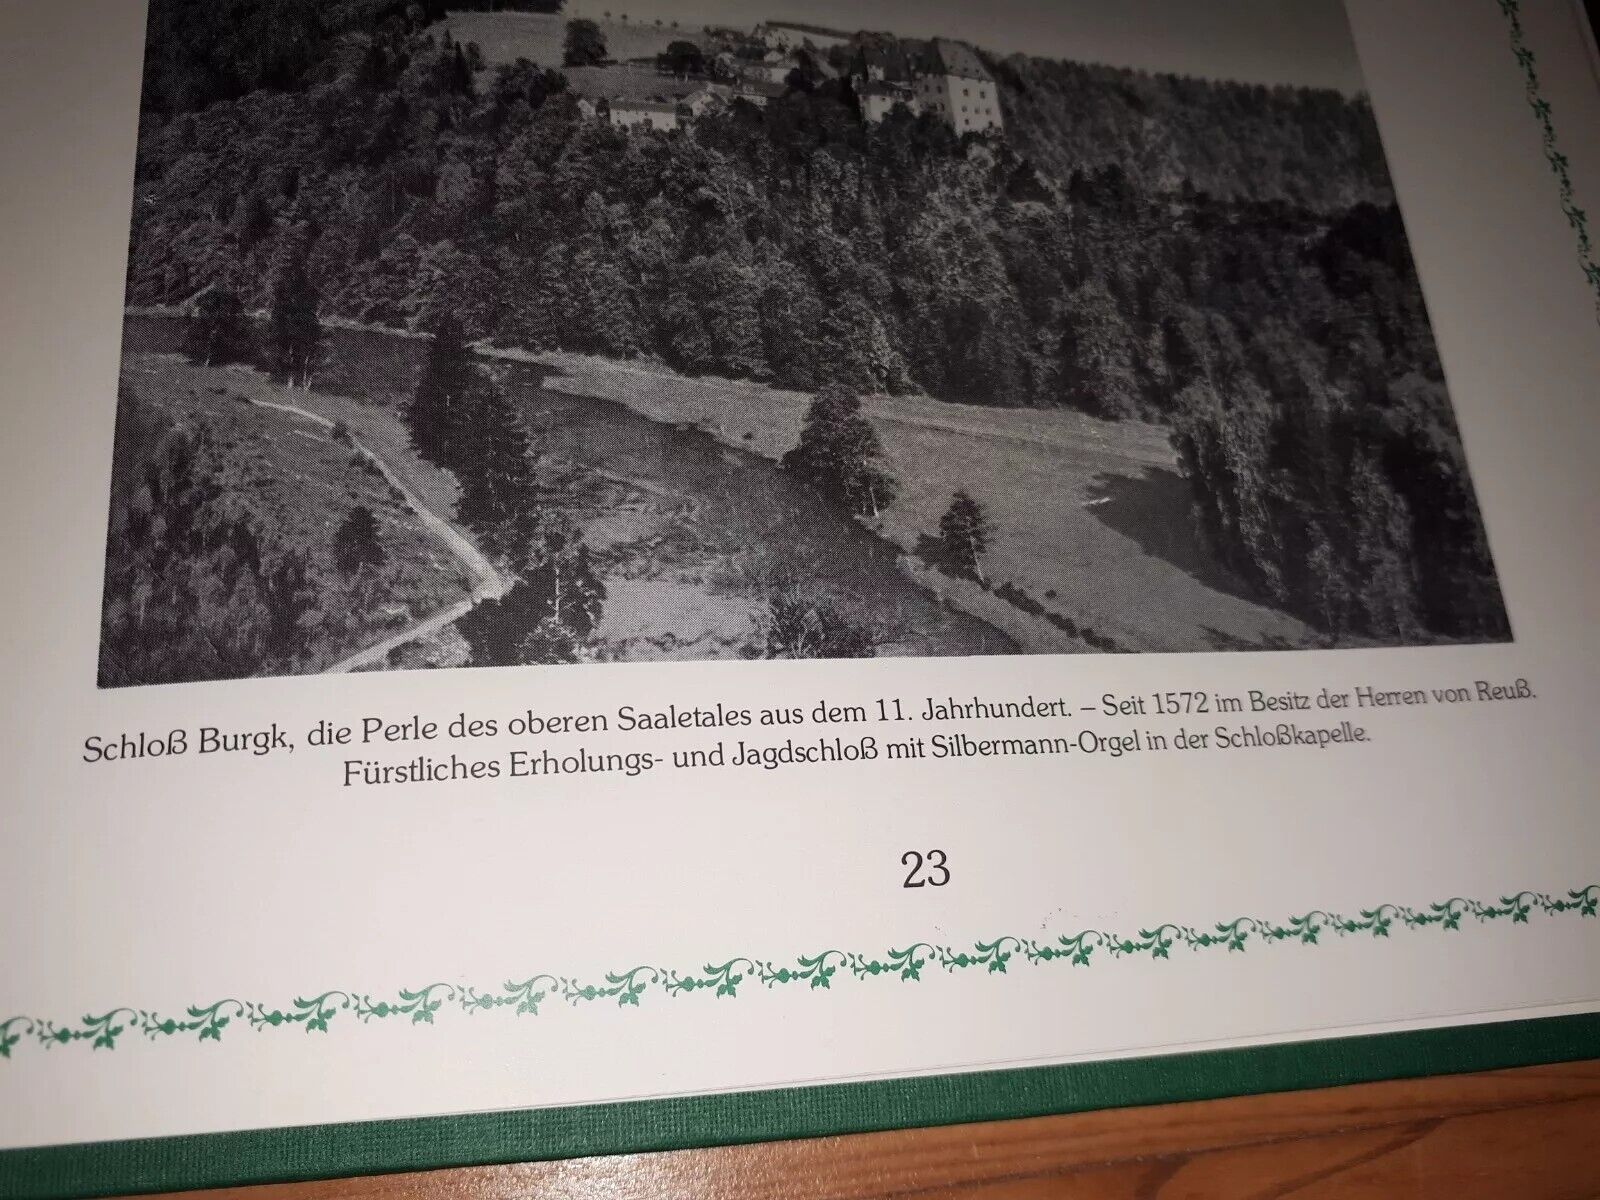 Schloß Burgk, die Perle des oberen Saaletales aus dem 11. Jahrhundert. – Seit 1572 im Besitz der Herren von Reuß.
Fürstliches Erholungs- und Jagdschloß mit Silbermann-Orgel in der Schloßkapelle.
23